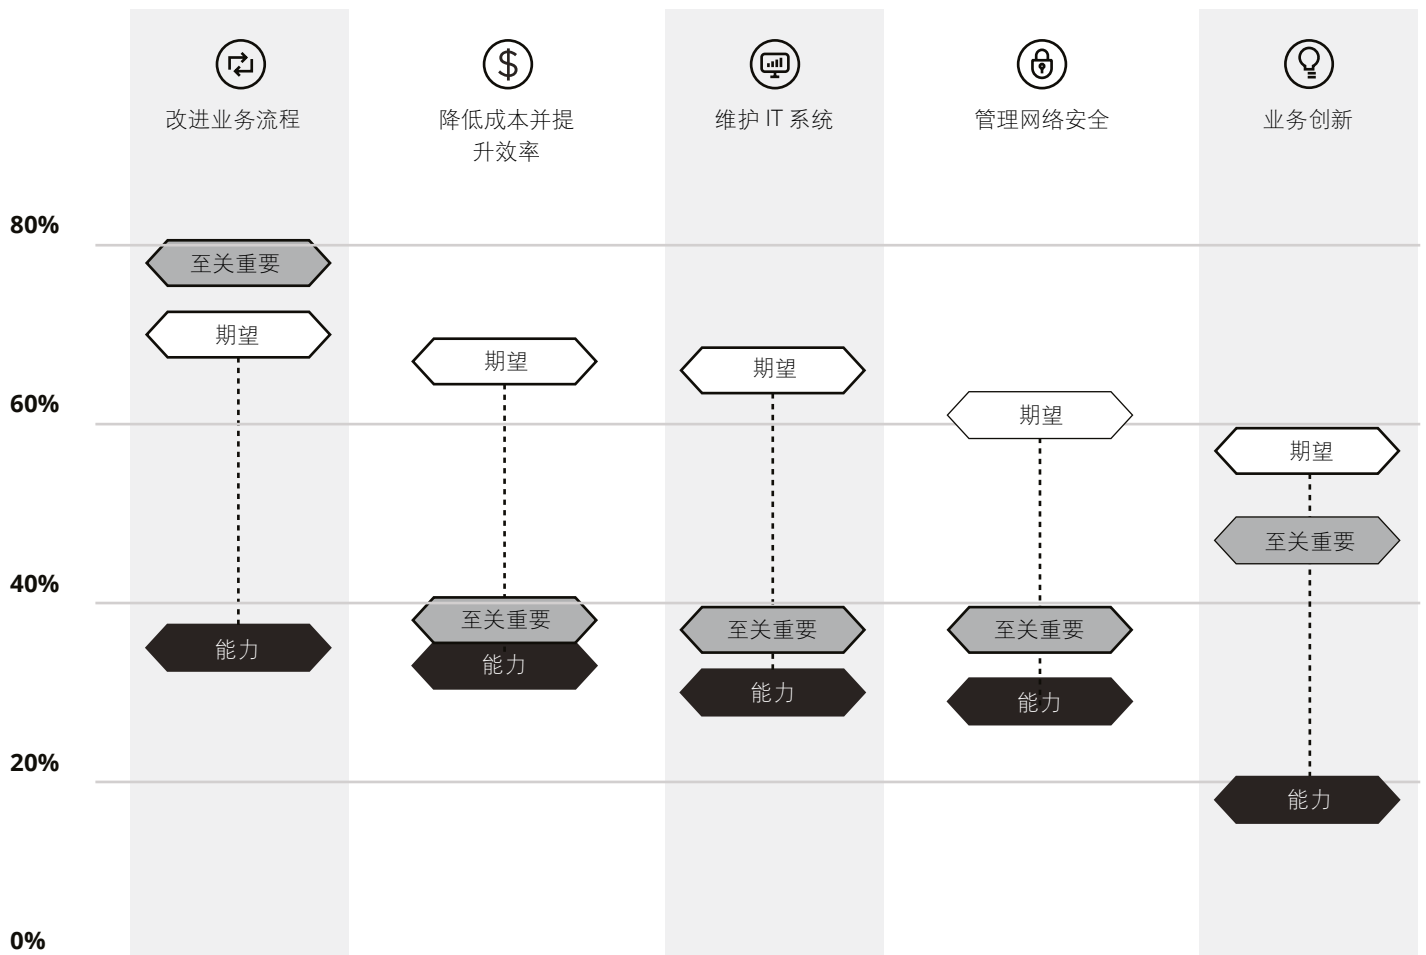 改进业务流程
降低成本并提
升效率
维护 IT 系统
管理网络安全
业务创新
80%
至关重要
期望
期望
期望
60%
期望
期望
至关重要
40%
至关重要
至关重要
至关重要
能力
能力
能力
能力
20%
能力
0%